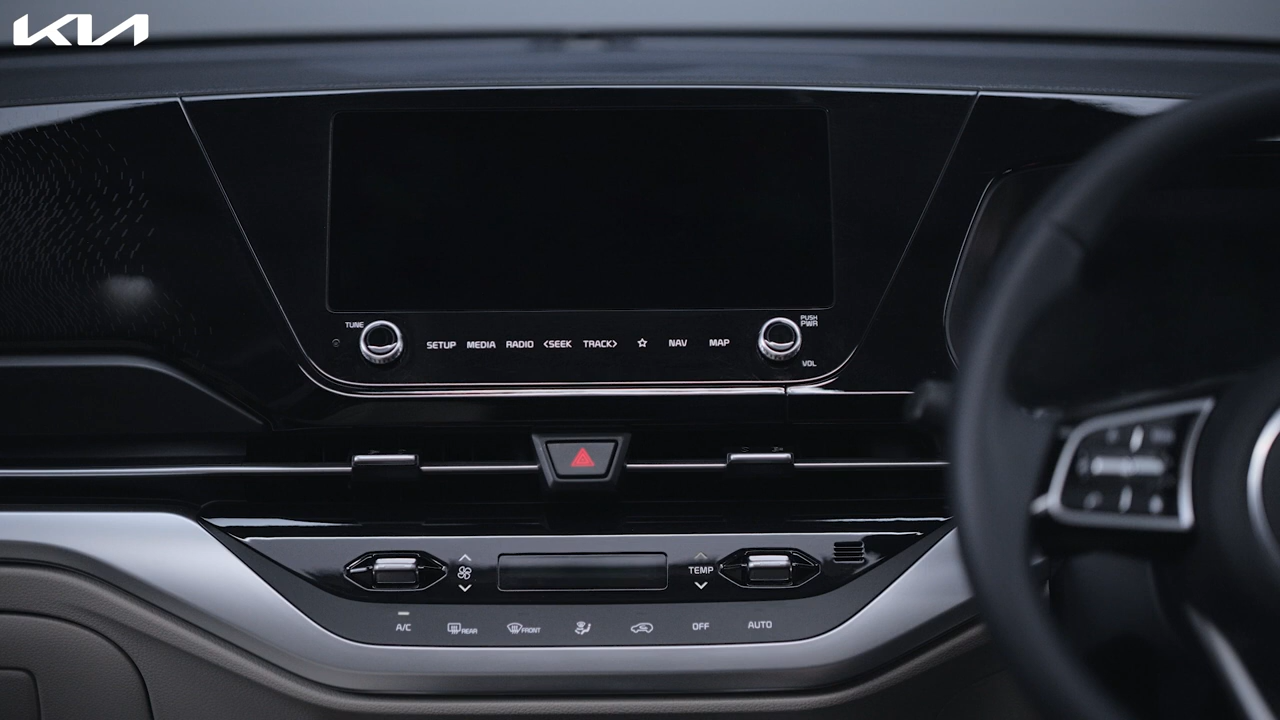 KIA
TUNE
PUSH
PWR
SETUP MEDIA RADIO <SEEK TRACK> ☆ NAV MAP
VOL
TEMP
A/C REAR FRONT OFF AUTO